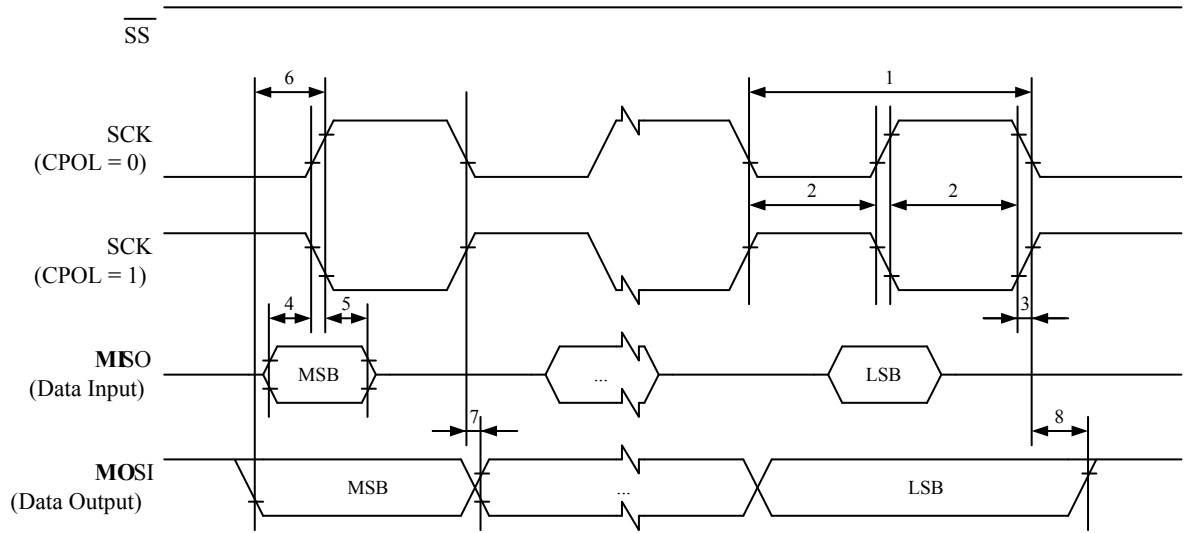 SS
6
1
SCK
(CPOL = 0)
2
2
SCK
(CPOL = 1)
4
5
3
MISO
(Data Input)
MSB
...
LSB
7
8
MOSI
(Data Output)
MSB
...
LSB